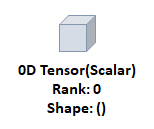 0D Tensor(Scalar)
Rank: 0
Shape: ()